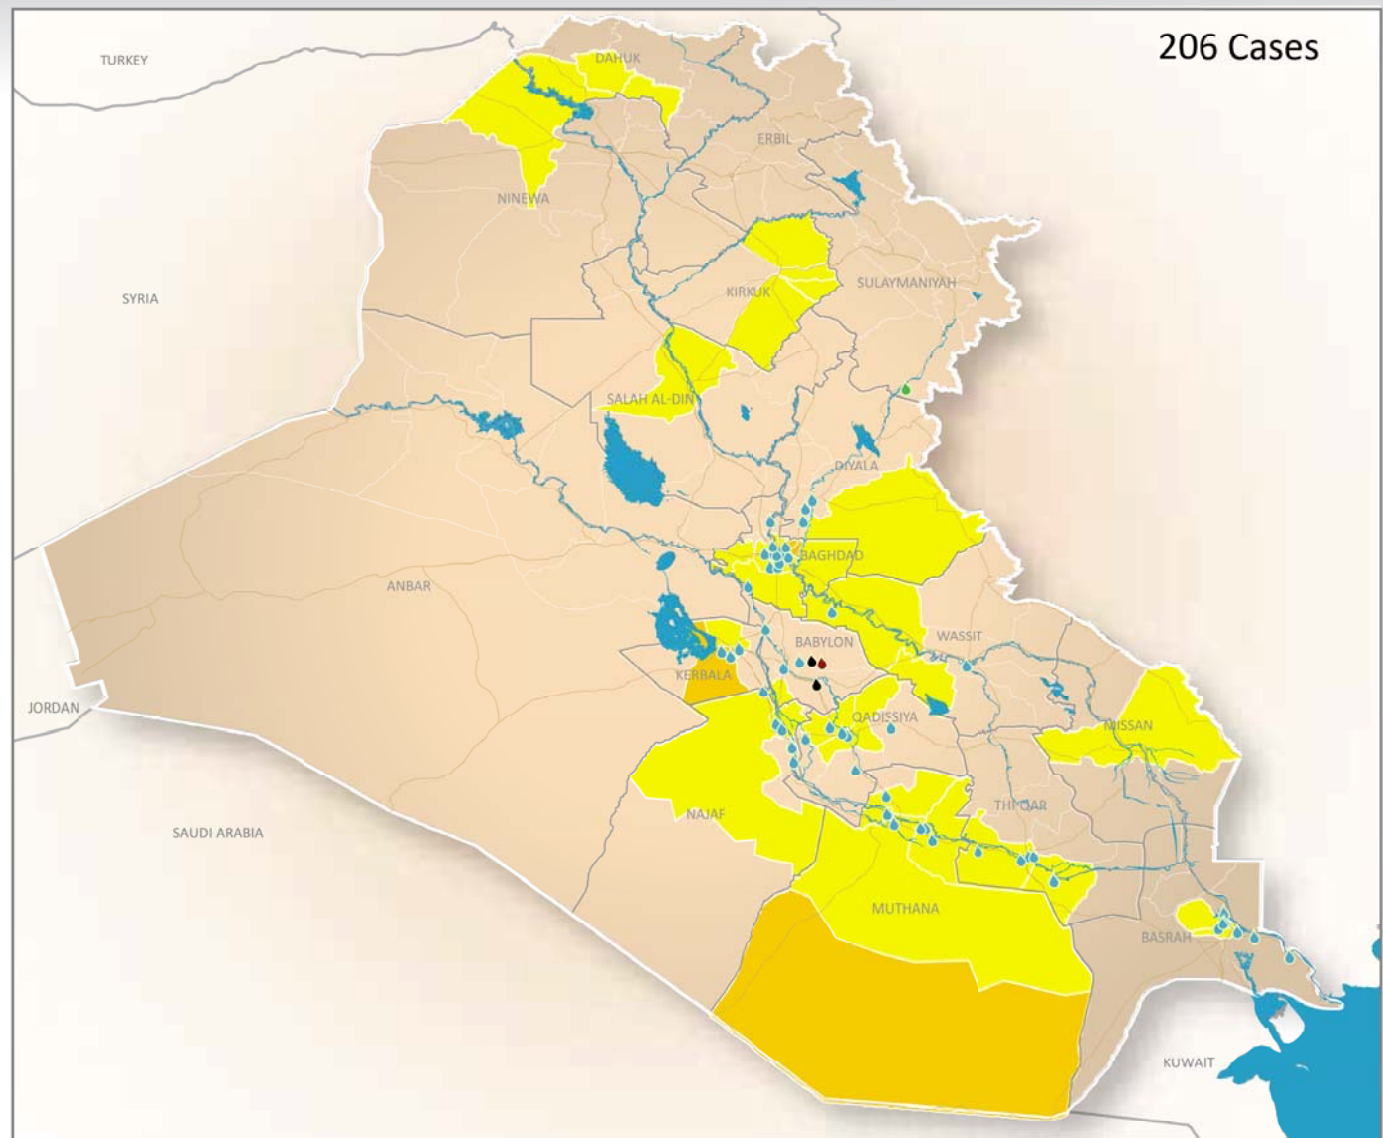 206 Cases
TURKEY
DAHUK
ERBIL
NINEWA
SYRIA
KIRKUK
SULAYMANIYAH
SALAH AL-DIN
DIYALA
BAGHDAD
ANBAR
BABYLON
WASSIT
KERBALA
JORDAN
QADISSIYA
MISSAN
NAJAF
THI-QAR
SAUDI ARABIA
MUTHANA
BASRAH
KUWAIT